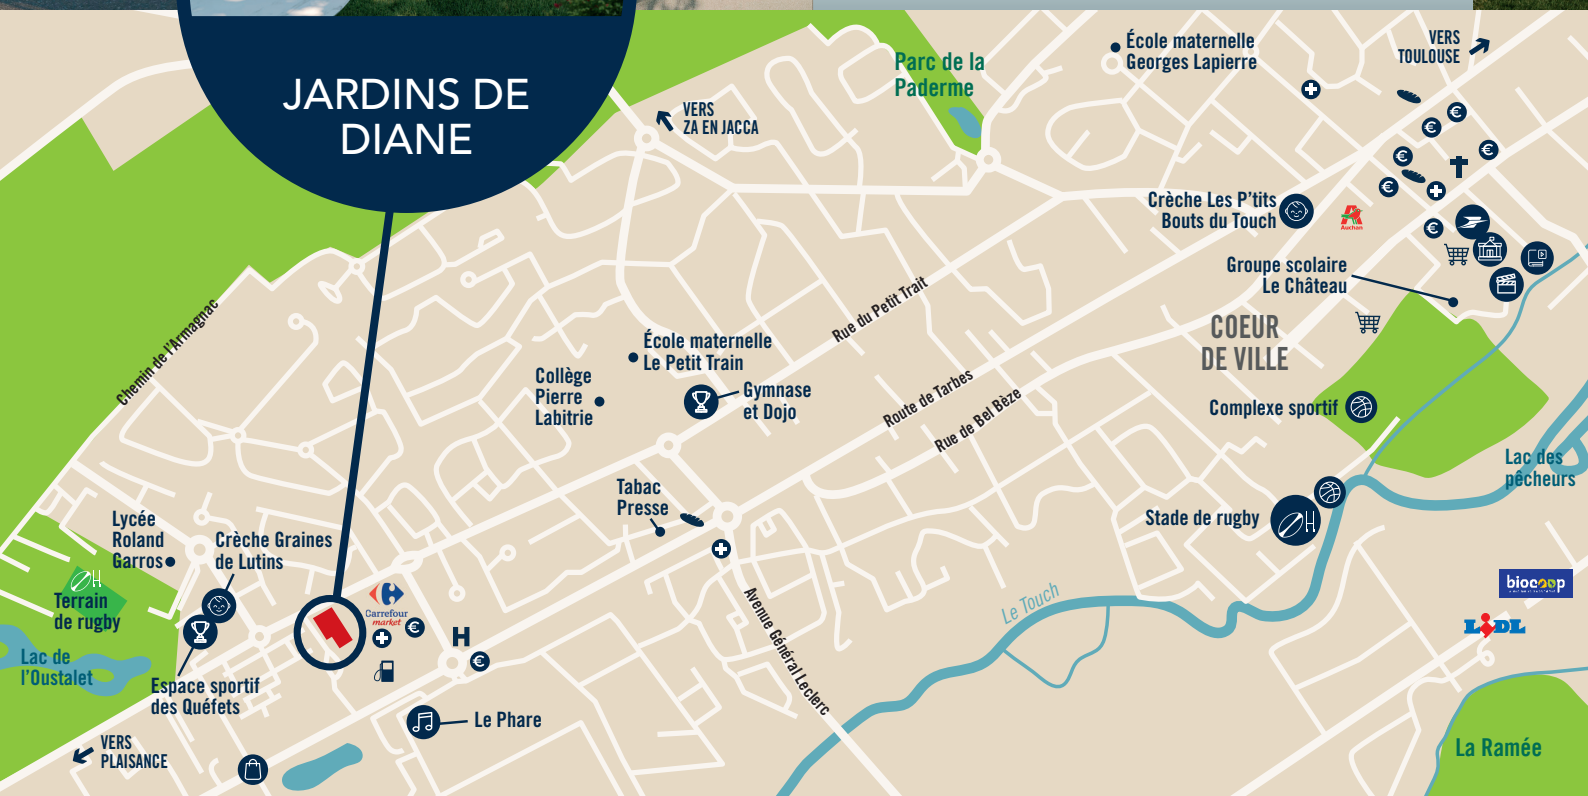 JARDINS DE
DIANE
VERS
ZA EN JACCA
Parc de la
Paderme
École maternelle
Georges Lapierre
VERS
TOULOUSE
Crèche Les P'tits
Bouts du Touch
Auchan
Groupe scolaire
Le Château
COEUR
DE VILLE
Chemin de l'Armagnac
Rue du Petit Trait
École maternelle
Le Petit Train
Collège
Pierre
Labitrie
Gymnase
et Dojo
Route de Tarbes
Rue de Bel Bèze
Complexe sportif
Lac des
pêcheurs
Tabac
Presse
Stade de rugby
Lycée
Roland
Garros
Crèche Graines
de Lutins
Terrain
de rugby
Carrefour
market
H
Lac de
l'Oustalet
Espace sportif
des Quéfets
Avenue Général Leclerc
Le Touch
biocoop
LIDL
Le Phare
VERS
PLAISANCE
La Ramée